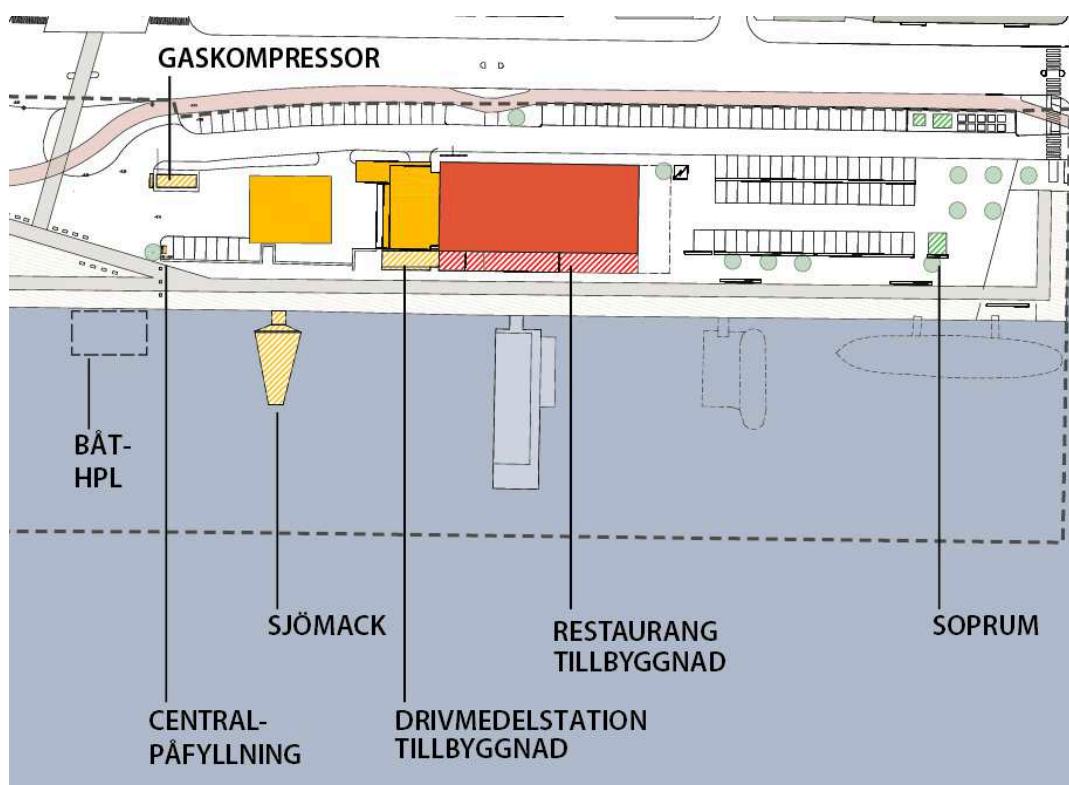 GASKOMPRESSOR
BÅT-
HPL
SJÖMACK
RESTAURANG
TILLBYGGNAD
SOPRUM
CENTRAL-
PÅFYLLNING
DRIVMEDELSTATION
TILLBYGGNAD